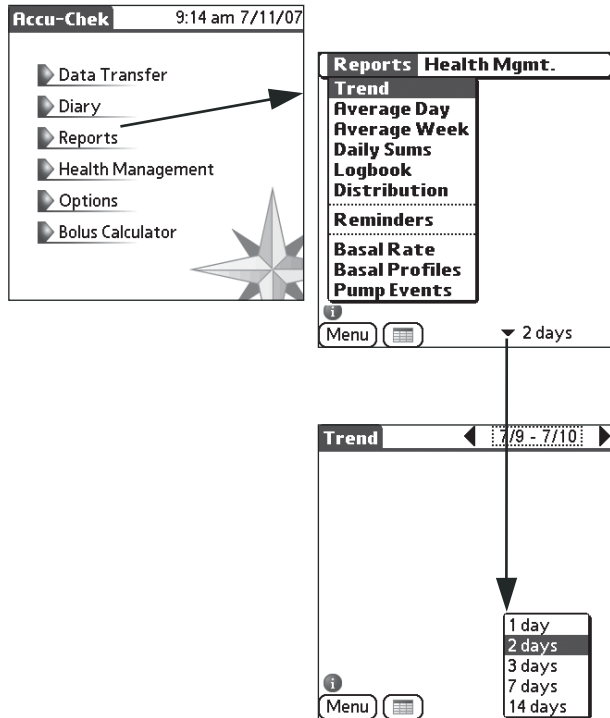 Accu-Chek 9:14 am 7/11/07
Data Transfer
Diary
Reports
Health Management
Options
Bolus Calculator
Reports Health Mgmt.
Trend
Average Day
Average Week
Daily Sums
Logbook
Distribution
Reminders
Basal Rate
Basal Profiles
Pump Events
i
Menu 2 days
Trend 7/9 - 7/10
1 day
2 days
3 days
7 days
14 days
i
Menu